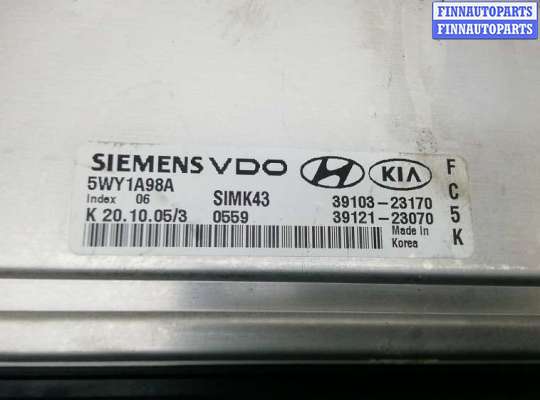 FINNAUTOPARTS
FINNAUTOPARTS
SIEMENS VDO HYUNDAI KIA
5WY1A98A
Index 06 SIMK43 39103-23170
K 20.10.05/3 0559 39121-23070
Made In
Korea
F
C
5
K